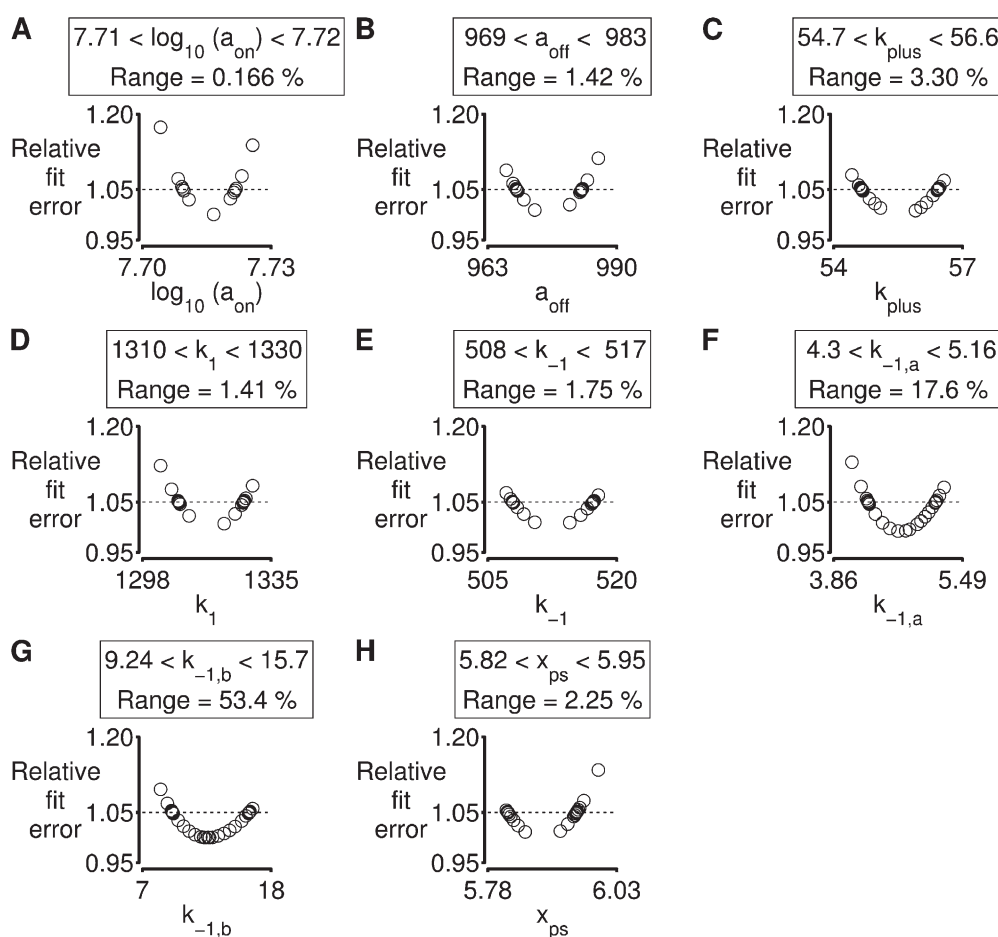 A
7.71 < log10 (aon) < 7.72
Range = 0.166 %
1.20
Relative
fit
error
1.05
0.95
7.70 7.73
log10 (aon)
B
969 < aoff < 983
Range = 1.42 %
1.20
Relative
fit
error
1.05
0.95
963 990
aoff
C
54.7 < kplus < 56.6
Range = 3.30 %
1.20
Relative
fit
error
1.05
0.95
54 57
kplus
D
1310 < k1 < 1330
Range = 1.41 %
1.20
Relative
fit
error
1.05
0.95
1298 1335
k1
E
508 < k−1 < 517
Range = 1.75 %
1.20
Relative
fit
error
1.05
0.95
505 520
k−1
F
4.3 < k−1,a < 5.16
Range = 17.6 %
1.20
Relative
fit
error
1.05
0.95
3.86 5.49
k−1,a
G
9.24 < k−1,b < 15.7
Range = 53.4 %
1.20
Relative
fit
error
1.05
0.95
7 18
k−1,b
H
5.82 < xps < 5.95
Range = 2.25 %
1.20
Relative
fit
error
1.05
0.95
5.78 6.03
xps